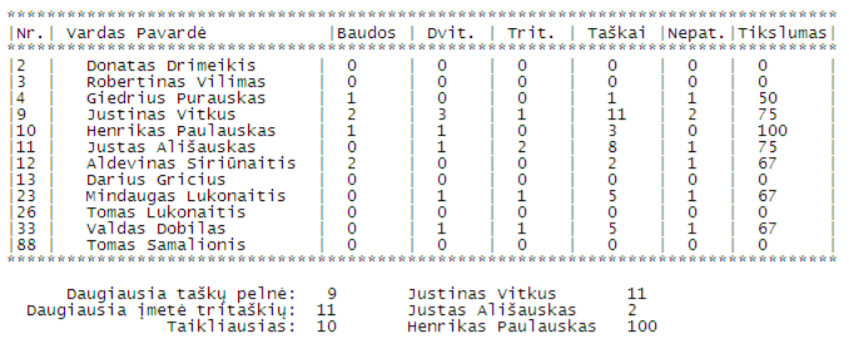 ***********************************************************************************
|Nr.| Vardas Pavardė |Baudos | Dvit. | Trit. | Taškai |Nepat.|Tikslumas|
***********************************************************************************
|2 | Donatas Drimeikis | 0 | 0 | 0 | 0 | 0 | 0 |
|3 | Robertinas Vilimas | 0 | 0 | 0 | 0 | 0 | 0 |
|4 | Giedrius Purauskas | 1 | 0 | 0 | 1 | 1 | 50 |
|9 | Justinas Vitkus | 2 | 3 | 1 | 11 | 2 | 75 |
|10 | Henrikas Paulauskas | 1 | 1 | 0 | 3 | 0 | 100 |
|11 | Justas Ališauskas | 0 | 1 | 2 | 8 | 1 | 75 |
|12 | Aldevinas Siriūnaitis | 2 | 0 | 0 | 2 | 1 | 67 |
|13 | Darius Gricius | 0 | 0 | 0 | 0 | 0 | 0 |
|23 | Mindaugas Lukonaitis | 0 | 1 | 1 | 5 | 1 | 67 |
|26 | Tomas Lukonaitis | 0 | 0 | 0 | 0 | 0 | 0 |
|33 | Valdas Dobilas | 0 | 1 | 1 | 5 | 1 | 67 |
|88 | Tomas Samalionis | 0 | 0 | 0 | 0 | 0 | 0 |
***********************************************************************************
Daugiausia taškų pelnė: 9 Justinas Vitkus 11
Daugiausia įmetė tritaškių: 11 Justas Ališauskas 2
Taikliausias: 10 Henrikas Paulauskas 100